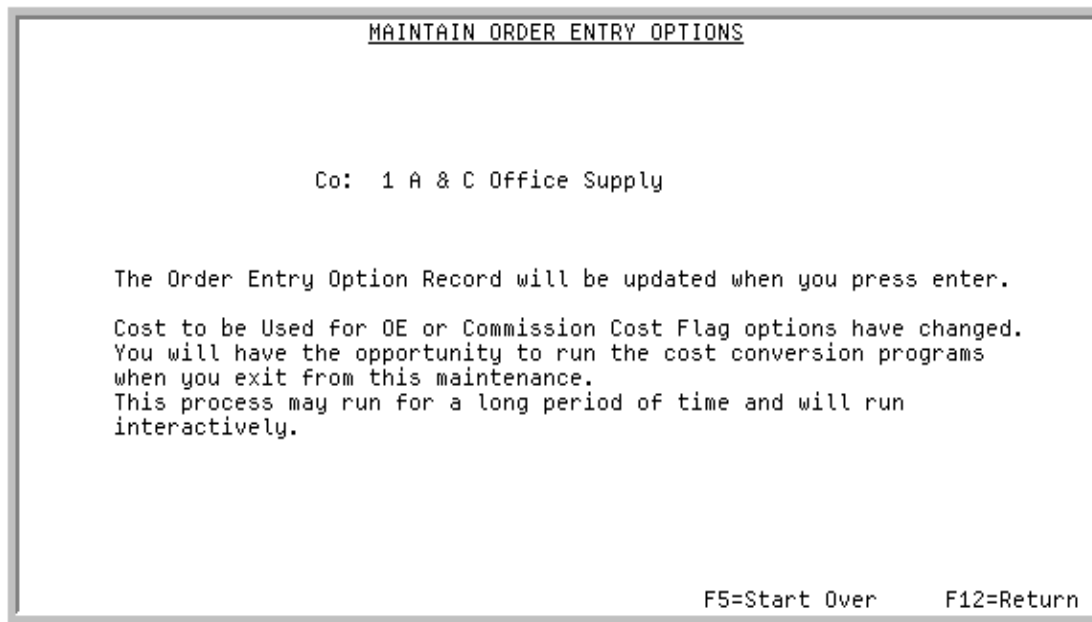 MAINTAIN ORDER ENTRY OPTIONS
Co: 1 A & C Office Supply
The Order Entry Option Record will be updated when you press enter.
Cost to be Used for OE or Commission Cost Flag options have changed.
You will have the opportunity to run the cost conversion programs
when you exit from this maintenance.
This process may run for a long period of time and will run
interactively.
F5=Start Over F12=Return